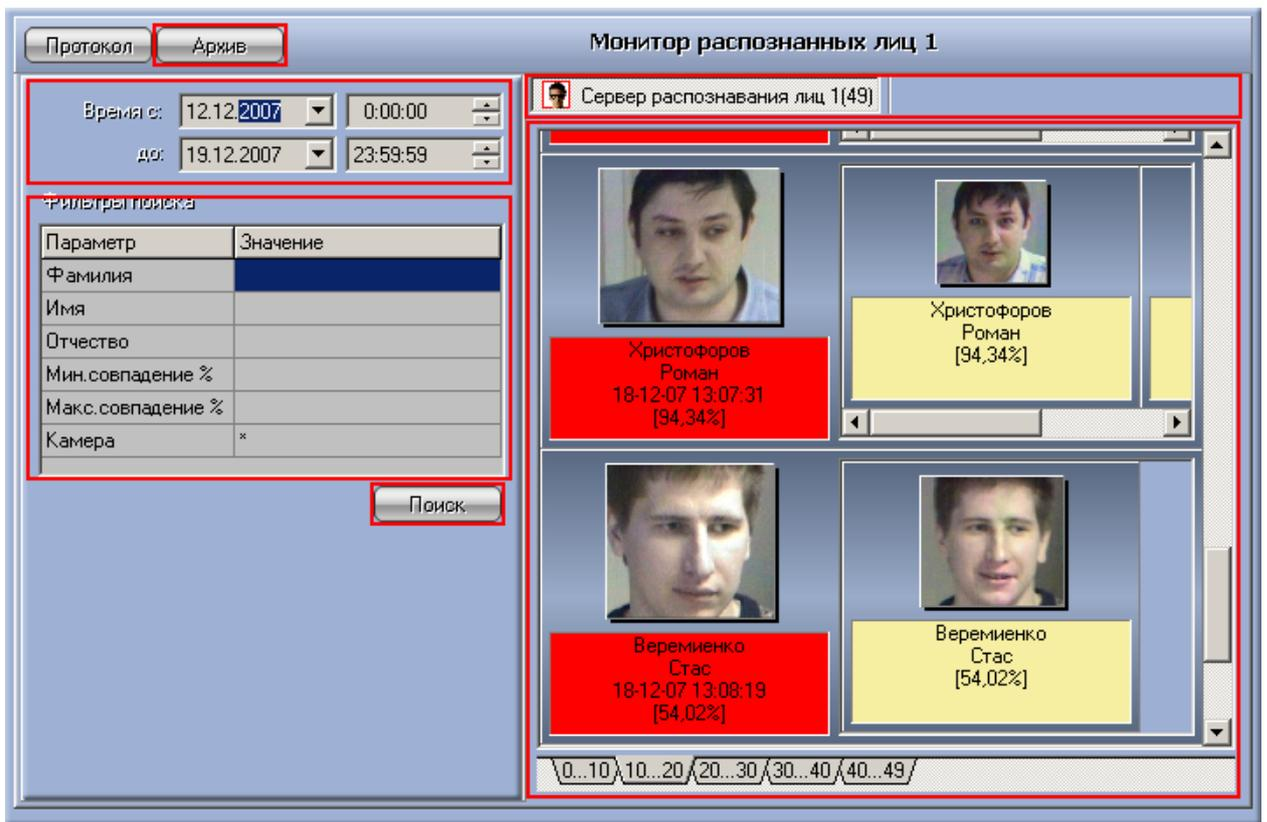 Протокол Архив Монитор распознанных лиц 1
Время с: 12.12.2007 0:00:00
до: 19.12.2007 23:59:59
Фильтры поиска
Параметр Значение
Фамилия
Имя
Отчество
Мин.совпадение %
Макс.совпадение %
Камера *
Поиск
Сервер распознавания лиц 1(49)
Христофоров
Роман
18-12-07 13:07:31
[94,34%]
Христофоров
Роман
[94,34%]
Веремиенко
Стас
18-12-07 13:08:19
[54,02%]
Веремиенко
Стас
[54,02%]
0...10 10...20 20...30 30...40 40...49